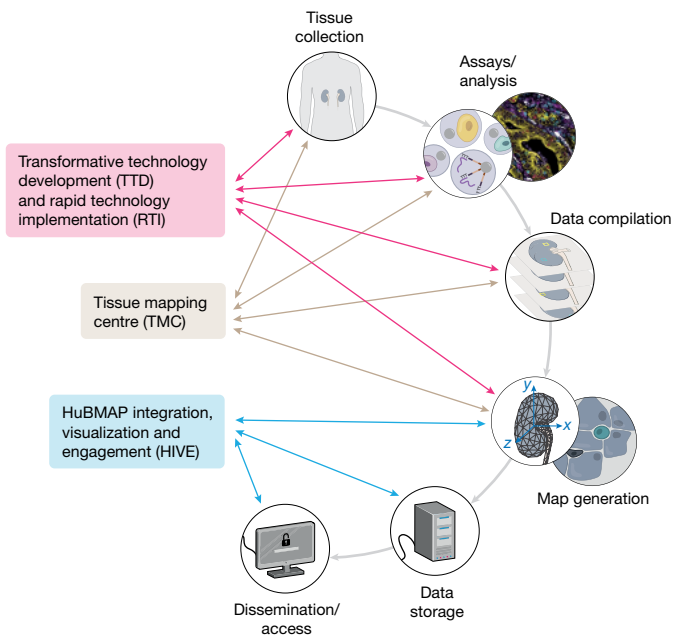 Tissue
collection
Assays/
analysis
Transformative technology
development (TTD)
and rapid technology
implementation (RTI)
Data compilation
Tissue mapping
centre (TMC)
y
x
z
HuBMAP integration,
visualization and
engagement (HIVE)
Map generation
Data
storage
Dissemination/
access